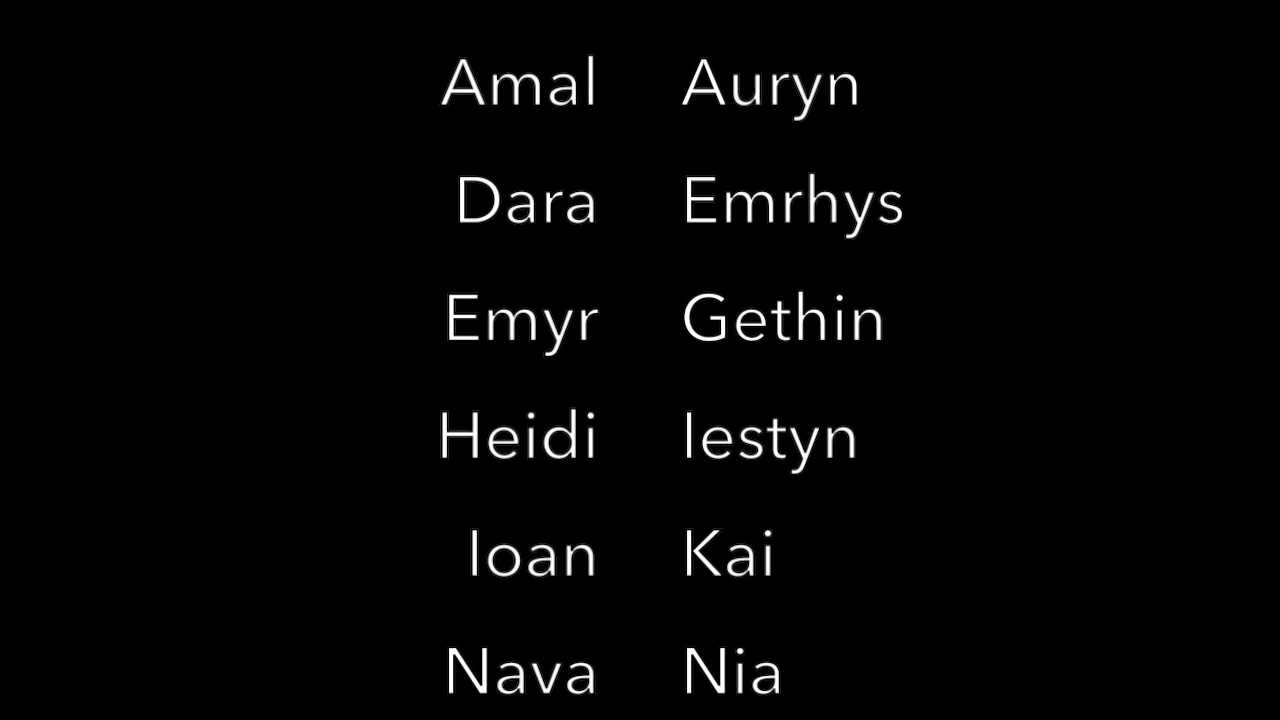 Amal Auryn
Dara Emrhys
Emyr Gethin
Heidi Iestyn
Ioan Kai
Nava Nia